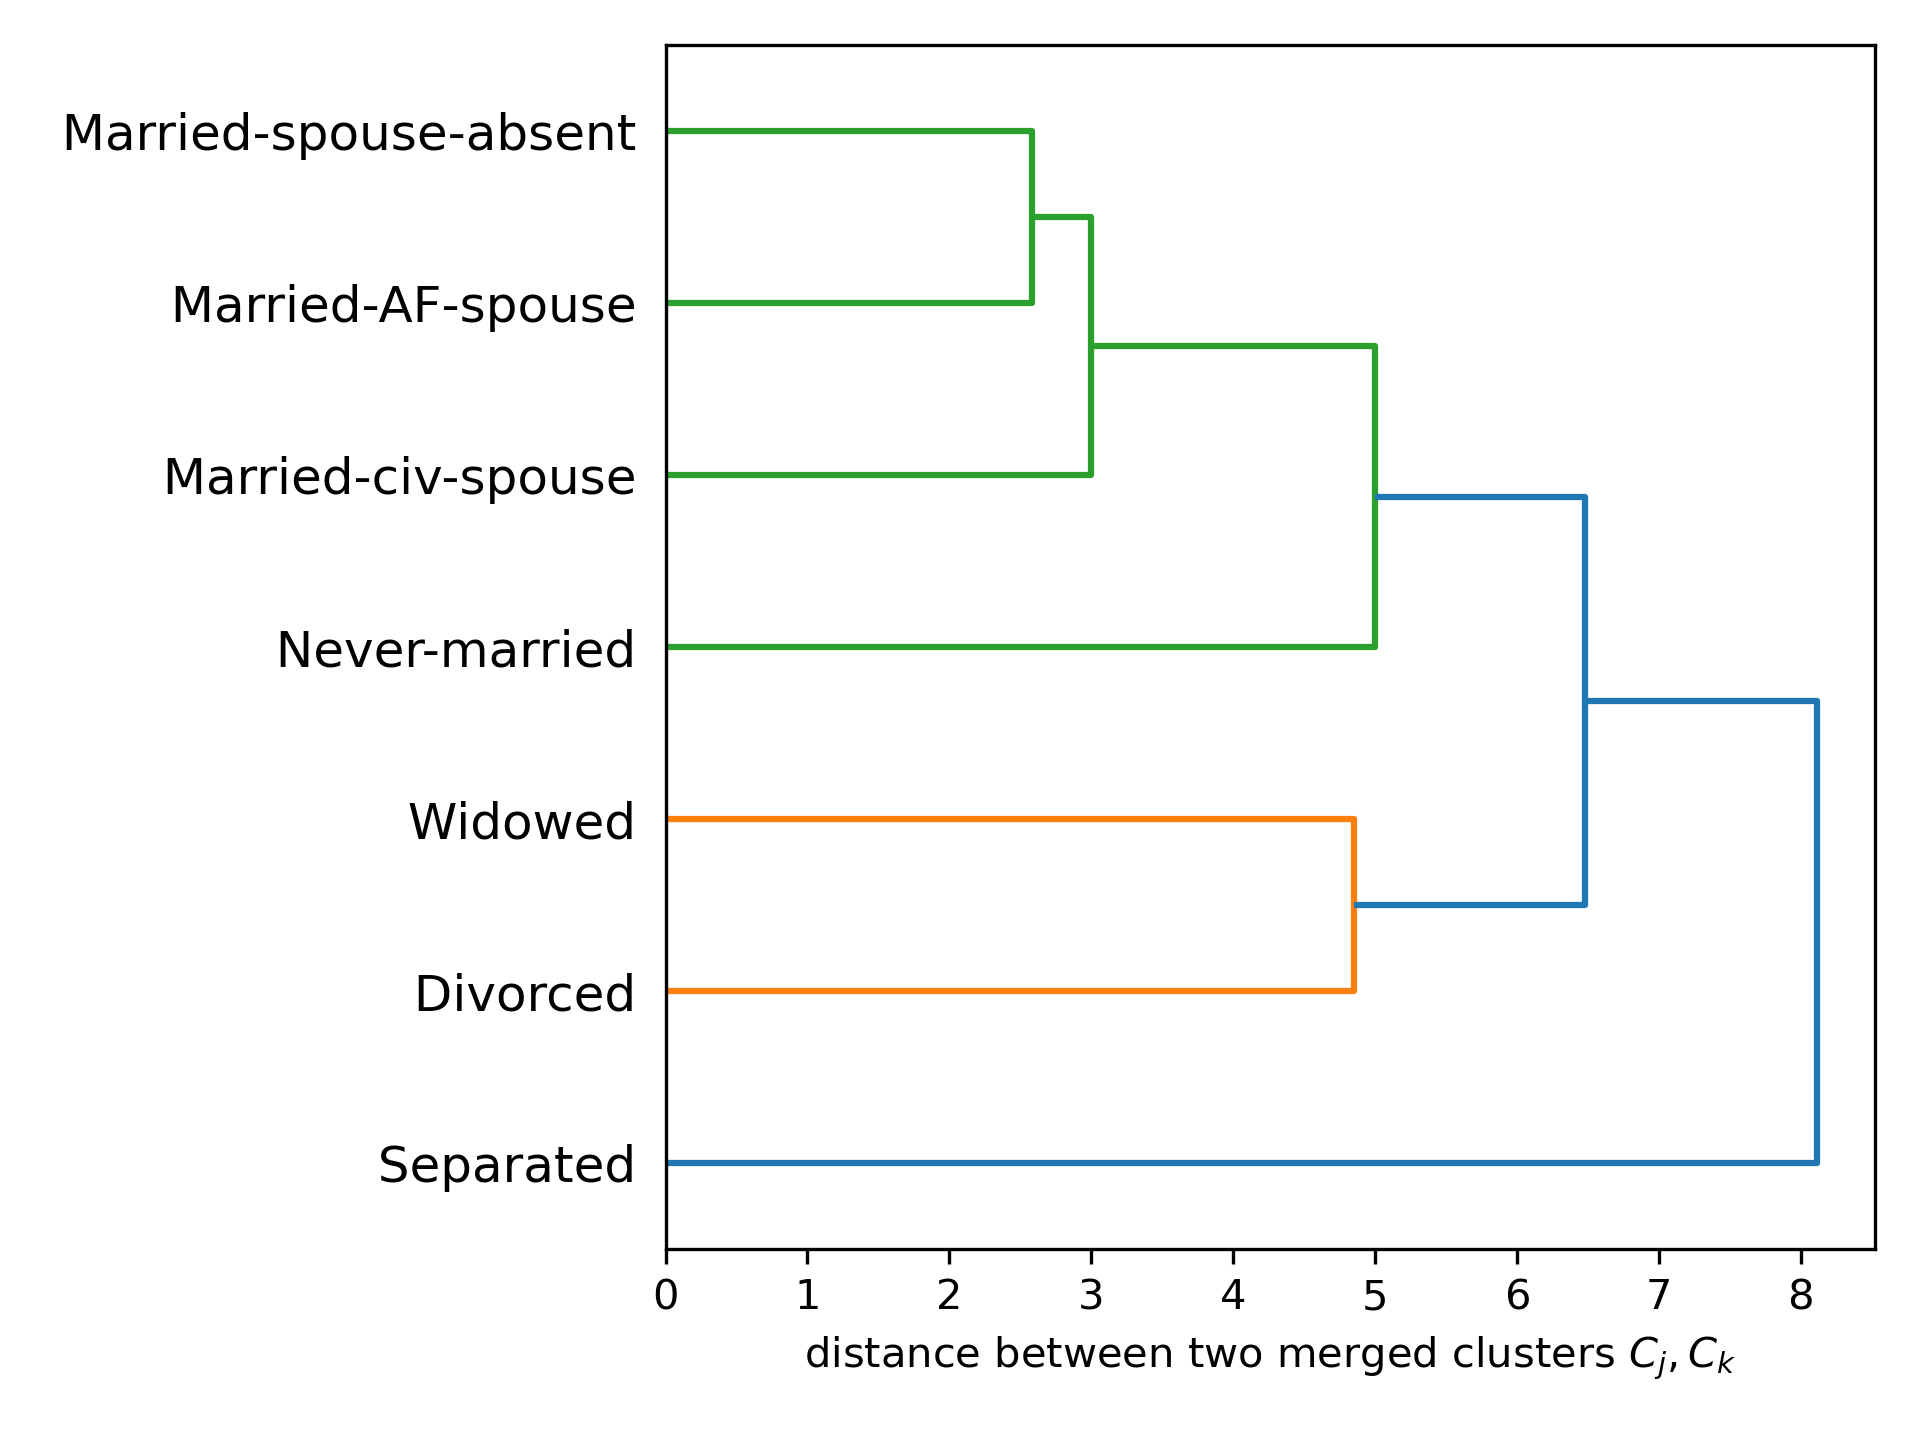 Married-spouse-absent
Married-AF-spouse
Married-civ-spouse
Never-married
Widowed
Divorced
Separated
0 1 2 3 4 5 6 7 8
distance between two merged clusters $C_j, C_k$